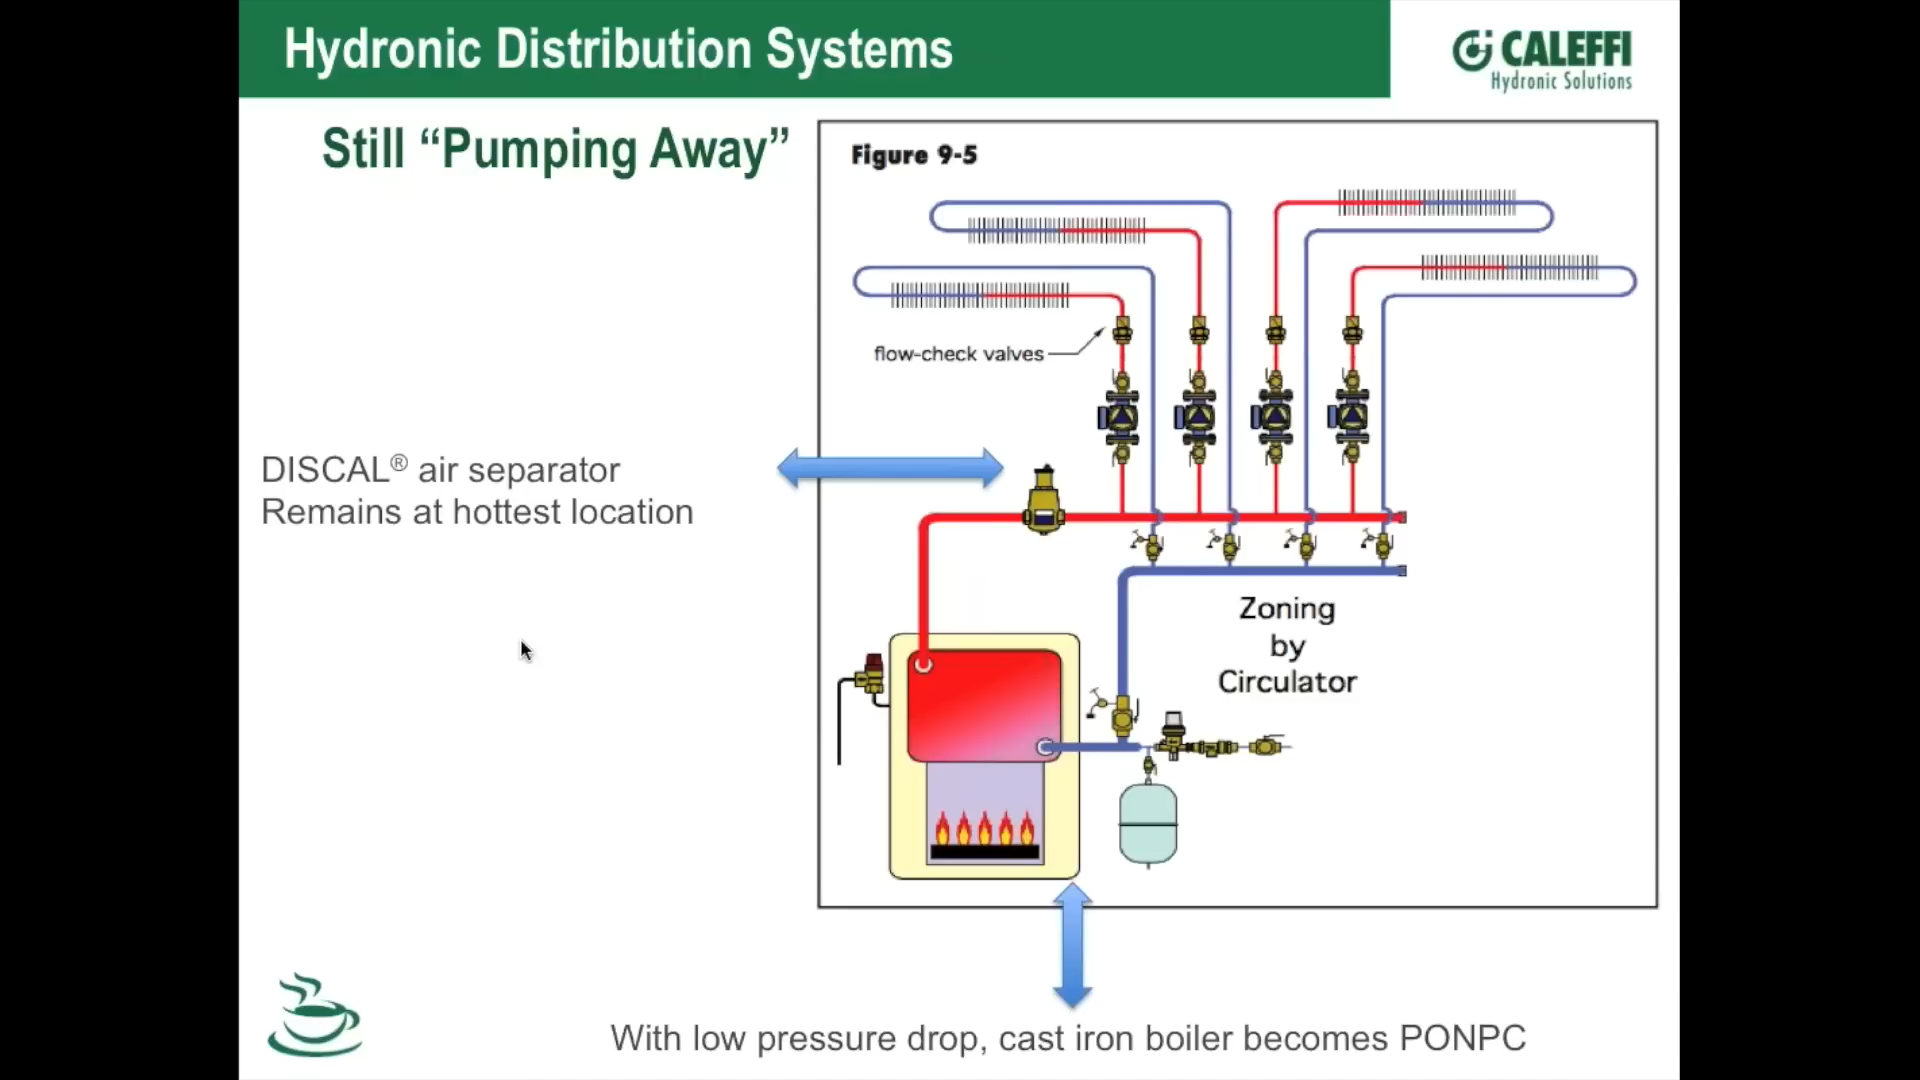 Hydronic Distribution Systems
CALEFFI
Hydronic Solutions
Still “Pumping Away”
Figure 9-5
flow-check valves
DISCAL® air separator
Remains at hottest location
Zoning
by
Circulator
With low pressure drop, cast iron boiler becomes PONPC